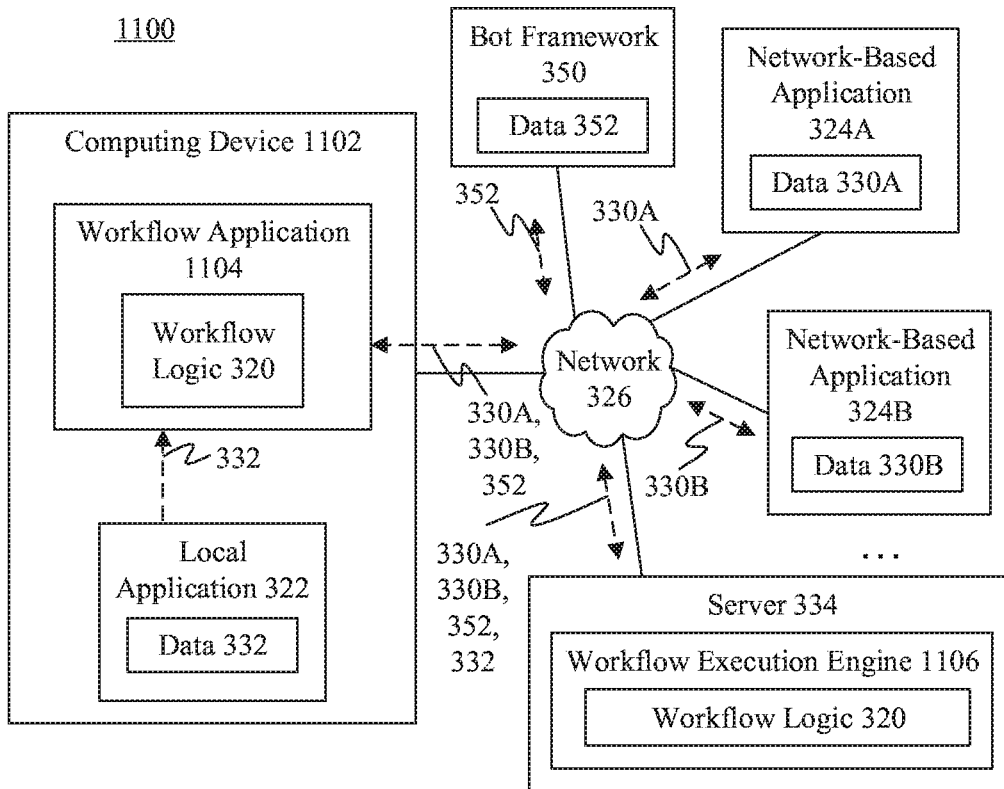 1100
Bot Framework
350
Data 352
Network-Based
Application
324A
Data 330A
Computing Device 1102
Workflow Application
1104
Workflow
Logic 320
352
330A
Network
326
330A,
330B,
352
Network-Based
Application
324B
Data 330B
330B
332
Local
Application 322
Data 332
330A,
330B,
352,
332
...
Server 334
Workflow Execution Engine 1106
Workflow Logic 320